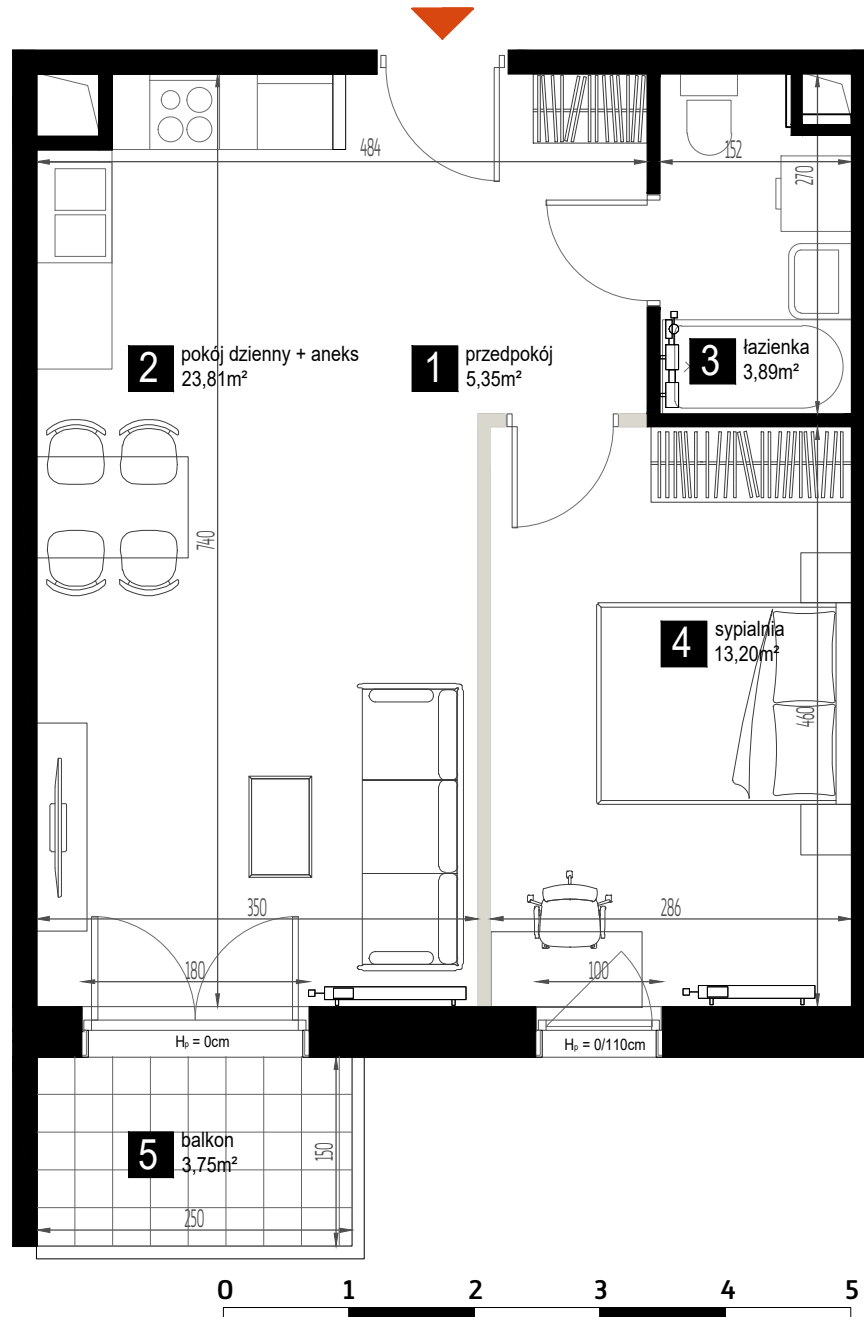 484
152
270
2 pokój dzienny + aneks
23,81m²
1 przedpokój
5,35m²
3 łazienka
3,89m²
740
4 sypialnia
13,20m²
460
350
286
180
100
Hₚ = 0cm
Hₚ = 0/110cm
5 balkon
3,75m²
150
250
0 1 2 3 4 5